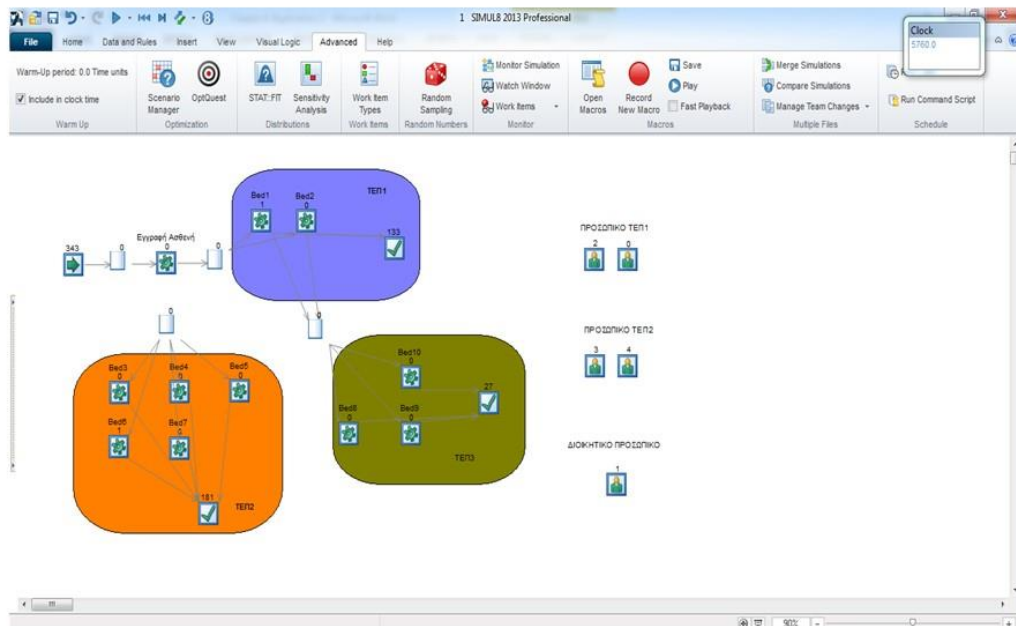 1 SIMUL8 2013 Professional
File Home Data and Rules Insert View Visual Logic Advanced Help
Clock
5760.0
Warm-Up period: 0.0 Time units
Include in clock time
Warm Up
Scenario Manager
OptQuest
Optimization
STAT::FIT
Sensitivity Analysis
Distributions
Work Item Types
Work Items
Random Sampling
Random Numbers
Monitor Simulation
Watch Window
Work Items
Monitor
Open Macros
Record New Macro
Save
Play
Fast Playback
Macros
Merge Simulations
Compare Simulations
Manage Team Changes
Multiple Files
Run Command Script
Schedule
ΤΕΠ1
Bed1
1
Bed2
0
133
343
0
Εγγραφή Ασθενή
0
0
ΠΡΟΣΩΠΙΚΟ ΤΕΠ1
2 0
0
0
ΠΡΟΣΩΠΙΚΟ ΤΕΠ2
3 4
Bed3
0
Bed4
0
Bed5
0
Bed6
1
Bed7
0
181
ΤΕΠ2
Bed10
0
27
Bed8
0
Bed9
0
ΤΕΠ3
ΔΙΟΙΚΗΤΙΚΟ ΠΡΟΣΩΠΙΚΟ
1
90%